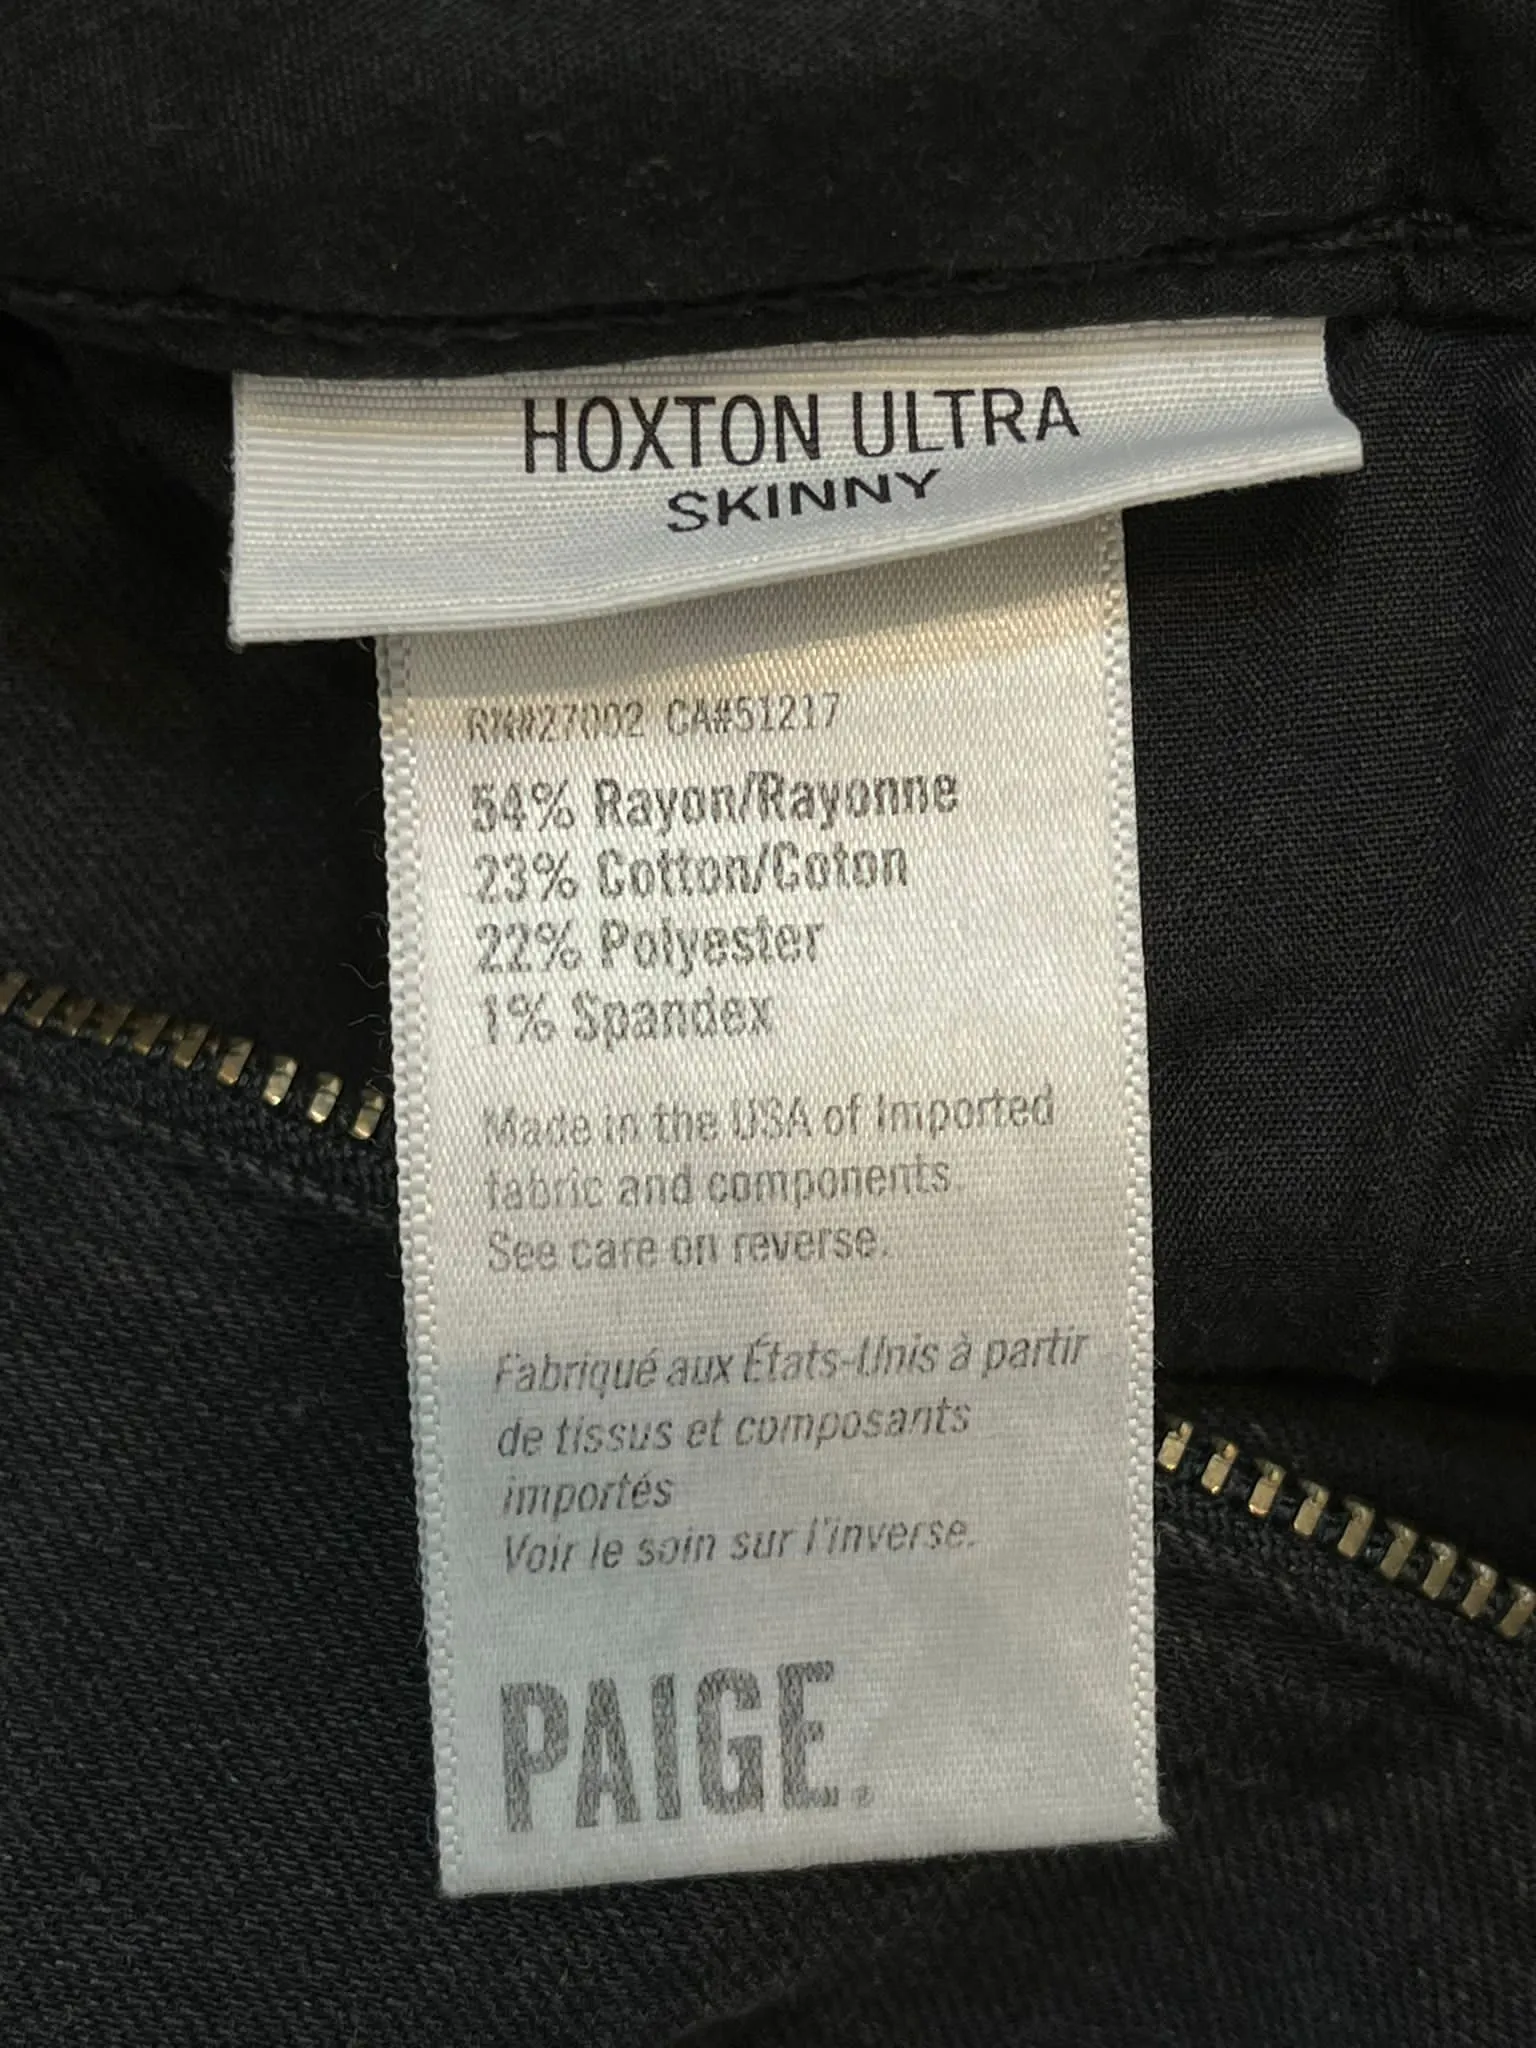 HOXTON ULTRA
SKINNY
RN#27002 CA#51217
54% Rayon/Rayonne
23% Cotton/Coton
22% Polyester
1% Spandex
Made in the USA of Imported
fabric and components.
See care on reverse.
Fabriqué aux États-Unis à partir
de tissus et composants
importés
Voir le soin sur l'inverse.
PAIGE.